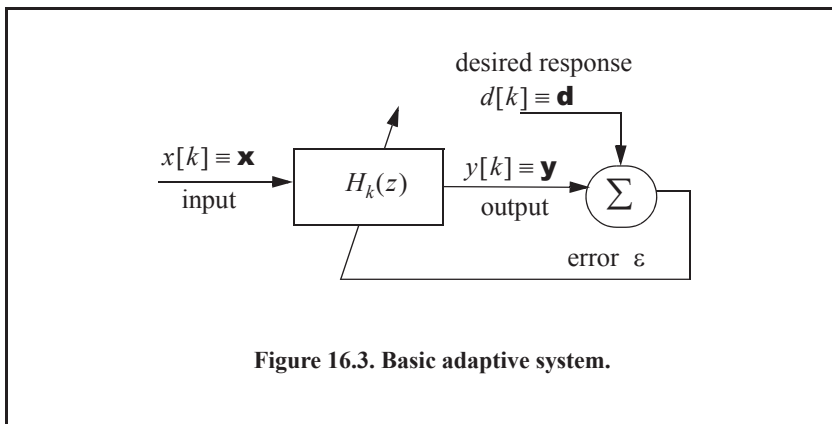 desired response
d[k] ≡ d
x[k] ≡ x
input
H_k(z)
y[k] ≡ y
output
Σ
error ε
Figure 16.3. Basic adaptive system.